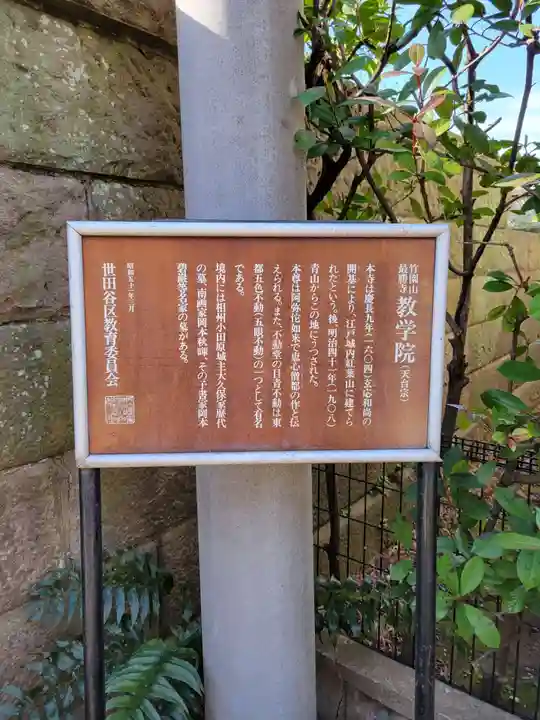 竹園山
最勝寺
教学院(天台宗)
本寺は慶長九年(一六〇四)玄応和尚の
開基により、江戸城内紅葉山に建てら
れたという。後、明治四十一年(一九〇八)
青山からこの地にうつされた。
本尊は阿弥陀如来で恵心僧都の作と伝
えられる。また、不動堂の目青不動は東
都五色不動(五眼不動)の一つとして有名
である。
境内には相州小田原城主大久保家歴代
の墓、南画家岡本秋暉、その子書家岡本
碧巌等名家の墓がある。
昭和五十二年三月
世田谷区教育委員会